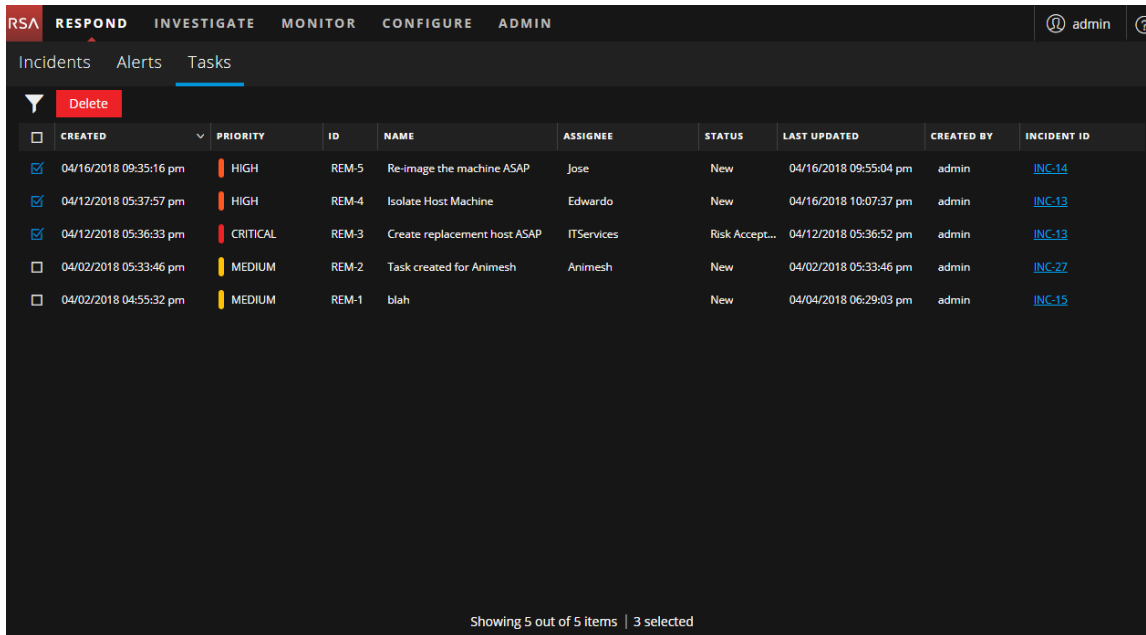 RSA RESPOND INVESTIGATE MONITOR CONFIGURE ADMIN admin
Incidents Alerts Tasks
Delete
CREATED PRIORITY ID NAME ASSIGNEE STATUS LAST UPDATED CREATED BY INCIDENT ID
04/16/2018 09:35:16 pm HIGH REM-5 Re-image the machine ASAP Jose New 04/16/2018 09:55:04 pm admin INC-14
04/12/2018 05:37:57 pm HIGH REM-4 Isolate Host Machine Edwardo New 04/16/2018 10:07:37 pm admin INC-13
04/12/2018 05:36:33 pm CRITICAL REM-3 Create replacement host ASAP ITServices Risk Accept... 04/12/2018 05:36:52 pm admin INC-13
04/02/2018 05:33:46 pm MEDIUM REM-2 Task created for Animesh Animesh New 04/02/2018 05:33:46 pm admin INC-27
04/02/2018 04:55:32 pm MEDIUM REM-1 blah New 04/04/2018 06:29:03 pm admin INC-15
Showing 5 out of 5 items | 3 selected